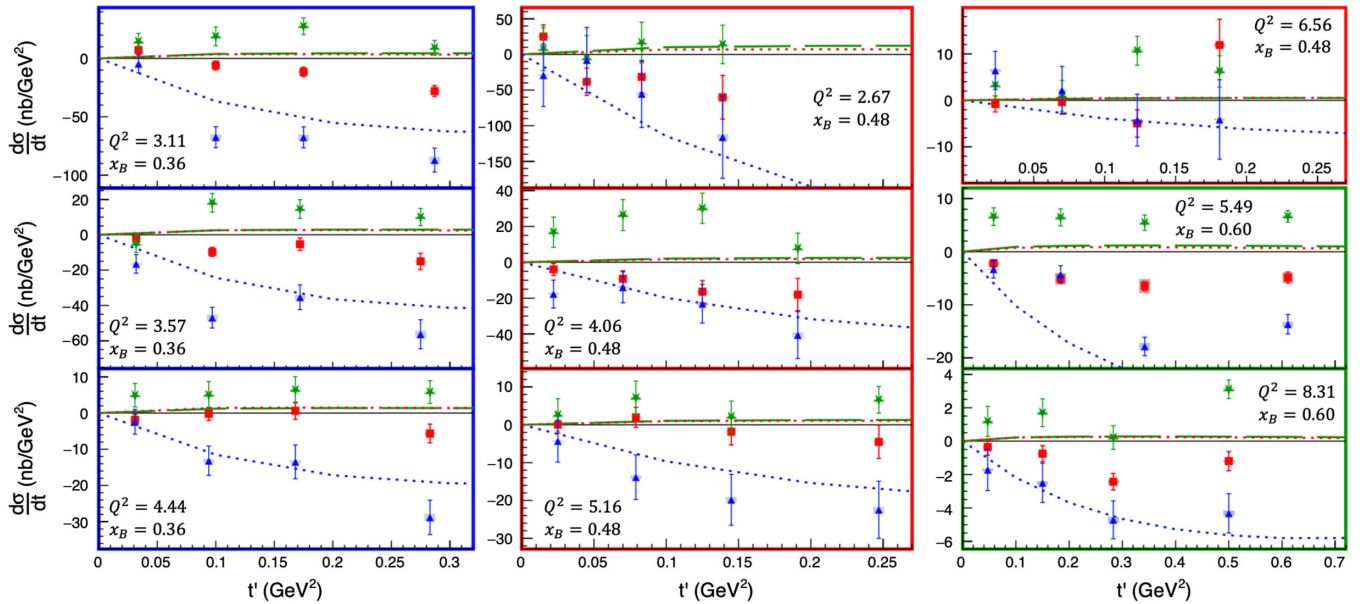 50
0
−50
−100
dσ/dt (nb/GeV²)
Q² = 3.11
x_B = 0.36
50
0
−50
−100
−150
Q² = 2.67
x_B = 0.48
10
0
−10
Q² = 6.56
x_B = 0.48
0.05 0.1 0.15 0.2 0.25
20
0
−20
−40
−60
dσ/dt (nb/GeV²)
Q² = 3.57
x_B = 0.36
40
20
0
−20
−40
Q² = 4.06
x_B = 0.48
10
0
−10
−20
Q² = 5.49
x_B = 0.60
10
0
−10
−20
−30
dσ/dt (nb/GeV²)
Q² = 4.44
x_B = 0.36
0 0.05 0.1 0.15 0.2 0.25 0.3
t' (GeV²)
10
0
−10
−20
−30
Q² = 5.16
x_B = 0.48
0 0.05 0.1 0.15 0.2 0.25
t' (GeV²)
4
2
0
−2
−4
−6
Q² = 8.31
x_B = 0.60
0 0.1 0.2 0.3 0.4 0.5 0.6 0.7
t' (GeV²)